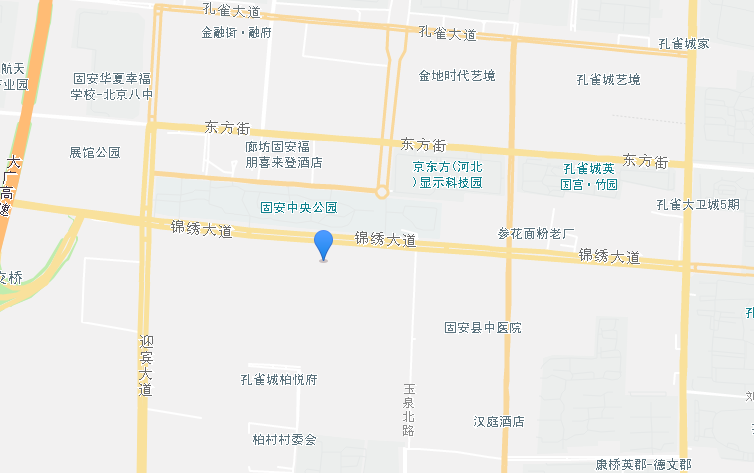 孔雀大道
孔雀大道
金融街·融府
孔雀城家
航天
产业园
固安华夏幸福
学校-北京八中
金地时代艺境
孔雀城艺境
东方街
东方街
东方街
展馆公园
廊坊固安福
朋喜来登酒店
京东方(河北
)显示科技园
孔雀城英
国宫·竹园
大广高速
固安中央公园
孔雀大卫城5期
锦绣大道
锦绣大道
锦绣大道
参花面粉老厂
交桥
固安县中医院
迎宾大道
孔雀城柏悦府
玉泉北路
汉庭酒店
柏村村委会
康桥英郡-德文郡